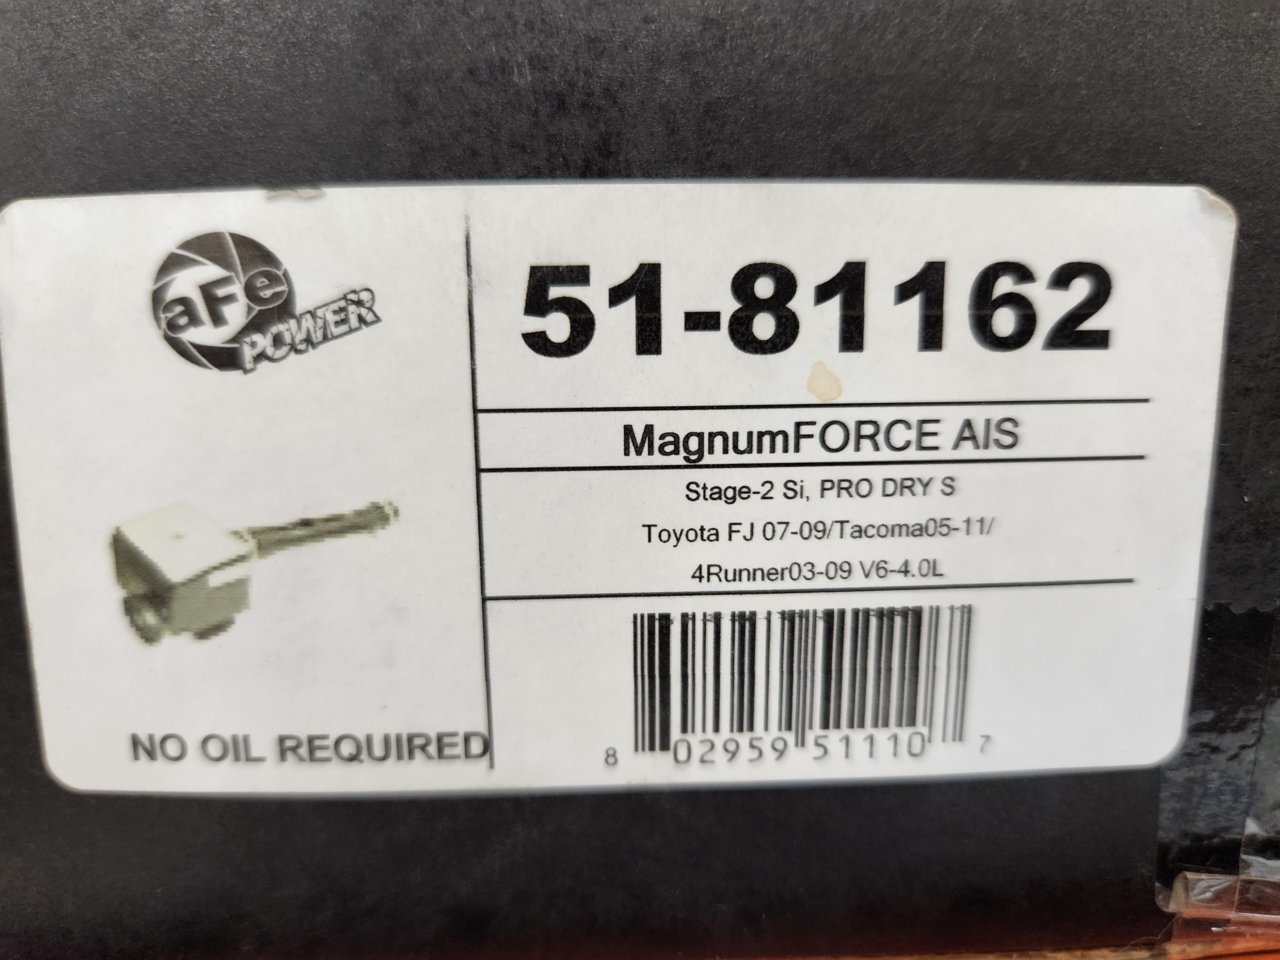 aFe
POWER
51-81162
MagnumFORCE AIS
Stage-2 Si, PRO DRY S
Toyota FJ 07-09/Tacoma05-11/
4Runner03-09 V6-4.0L
NO OIL REQUIRED
8 02959 51110 7